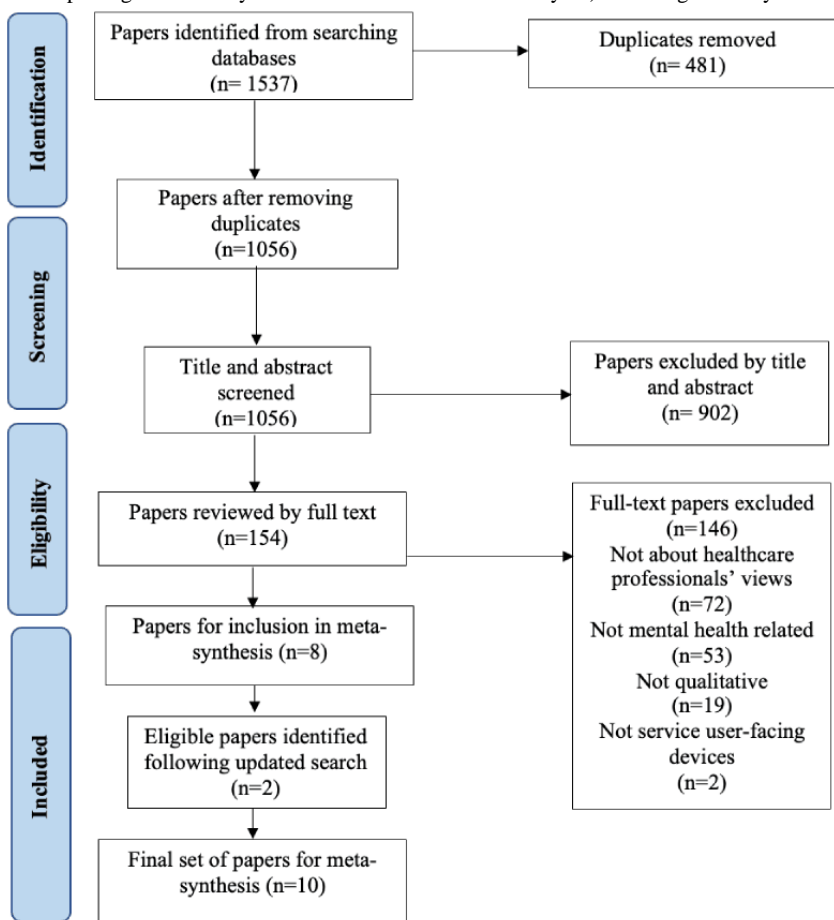 Papers identified from searching
databases
(n= 1537)
Duplicates removed
(n= 481)
Identification
Papers after removing
duplicates
(n=1056)
Screening
Title and abstract
screened
(n=1056)
Papers excluded by title
and abstract
(n= 902)
Eligibility
Papers reviewed by full text
(n=154)
Full-text papers excluded
(n=146)
Not about healthcare
professionals’ views
(n=72)
Not mental health related
(n=53)
Not qualitative
(n=19)
Not service user-facing
devices
(n=2)
Papers for inclusion in meta-
synthesis (n=8)
Included
Eligible papers identified
following updated search
(n=2)
Final set of papers for meta-
synthesis (n=10)